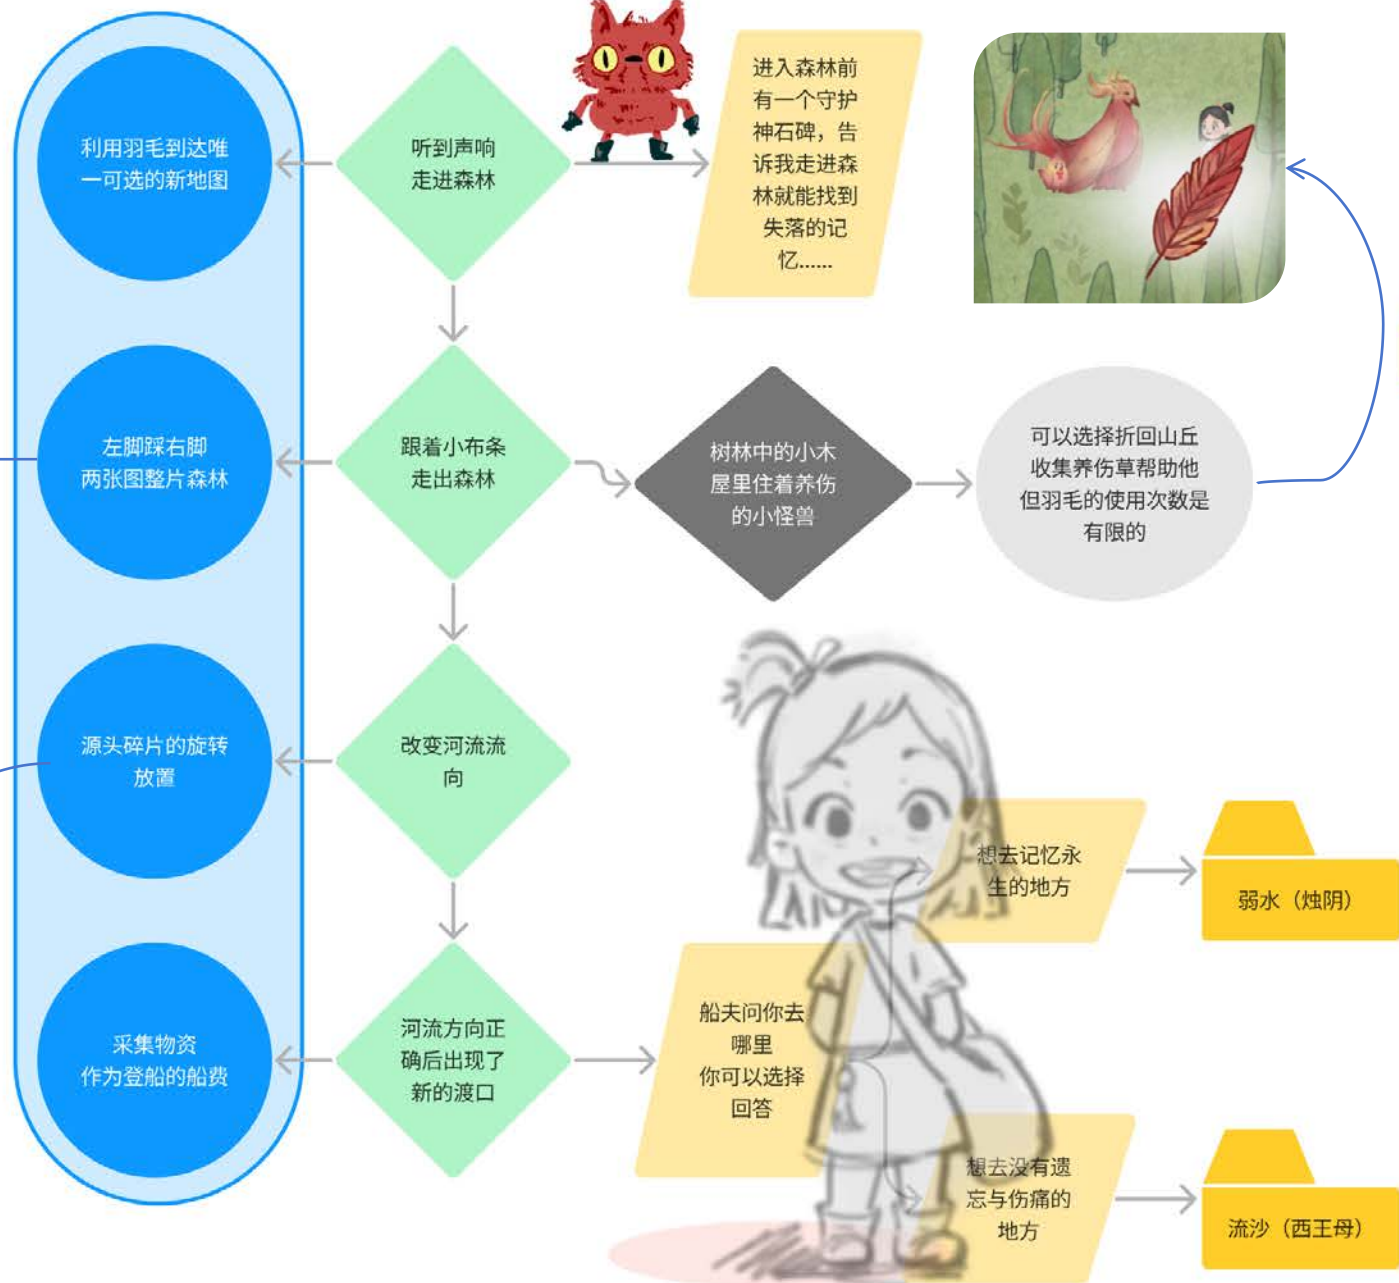 利用羽毛到达唯
一可选的新地图
听到声响
走进森林
进入森林前
有一个守护
神石碑，告
诉我走进森
林就能找到
失落的记
忆……
左脚踩右脚
两张图整片森林
跟着小布条
走出森林
树林中的小木
屋里住着养伤
的小怪兽
可以选择折回山丘
收集养伤草帮助他
但羽毛的使用次数是
有限的
源头碎片的旋转
放置
改变河流流
向
想去记忆永
生的地方
弱水（烛阴）
采集物资
作为登船的船费
河流方向正
确后出现了
新的渡口
船夫问你去
哪里
你可以选择
回答
想去没有遗
忘与伤痛的
地方
流沙（西王母）